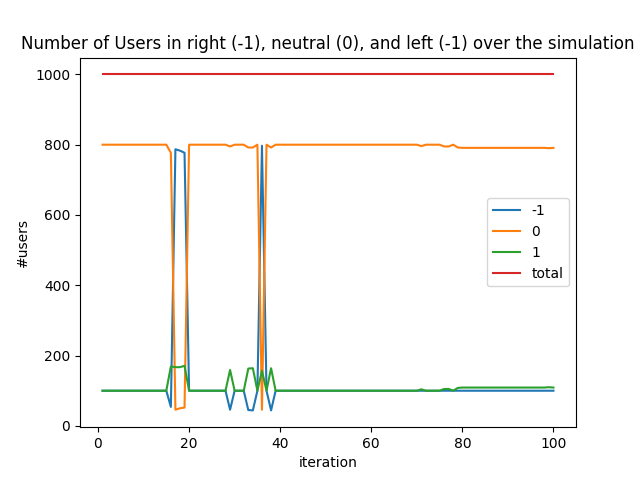 Number of Users in right (-1), neutral (0), and left (-1) over the simulation
1000
800
600
400
200
0
#users
-1
0
1
total
0 20 40 60 80 100
iteration